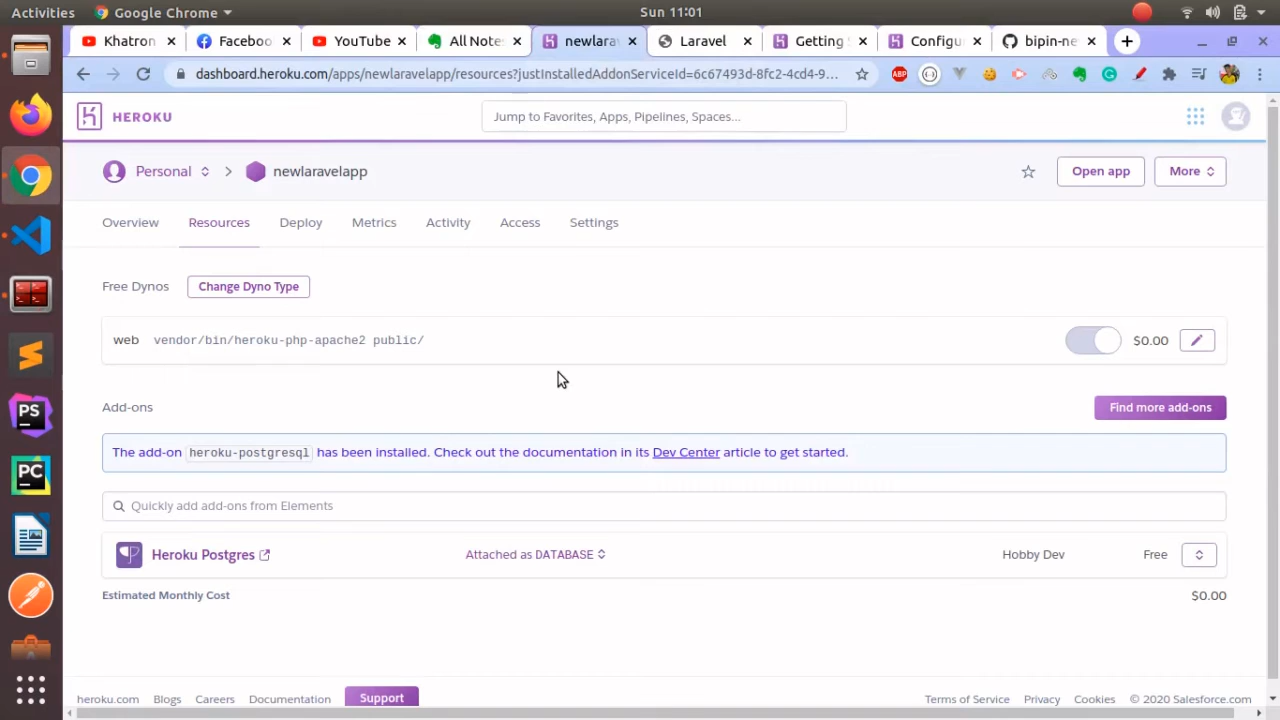 Activities
Google Chrome
Sun 11:01
Khatron
Faceboo
YouTube
All Note
newlara
Laravel
Getting
Configu
bipin-ne
dashboard.heroku.com/apps/newlaravelapp/resources?justInstalledAddonServiceId=6c67493d-8fc2-4cd4-9...
ABP
HEROKU
Jump to Favorites, Apps, Pipelines, Spaces...
Personal
newlaravelapp
Open app
More
Overview
Resources
Deploy
Metrics
Activity
Access
Settings
Free Dynos
Change Dyno Type
web vendor/bin/heroku-php-apache2 public/
$0.00
Add-ons
Find more add-ons
The add-on heroku-postgresql has been installed. Check out the documentation in its Dev Center article to get started.
Quickly add add-ons from Elements
PS
PC
Heroku Postgres
Attached as DATABASE
Hobby Dev
Free
Estimated Monthly Cost
$0.00
heroku.com
Blogs
Careers
Documentation
Support
Terms of Service
Privacy
Cookies
© 2020 Salesforce.com